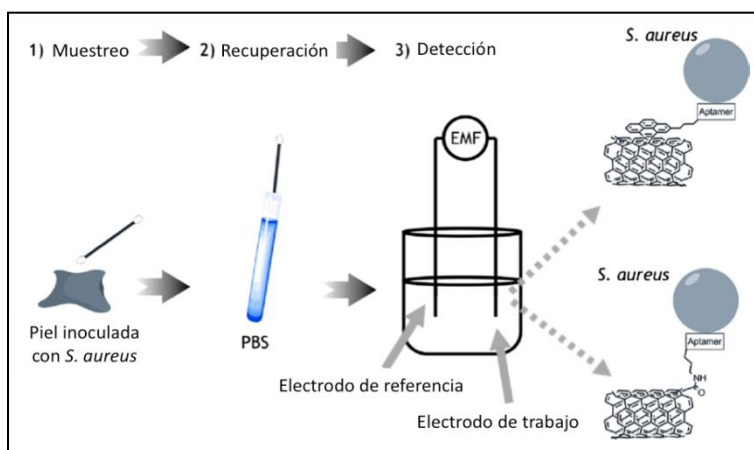 1) Muestreo
2) Recuperación
3) Detección
S. aureus
Aptamer
EMF
Piel inoculada
con S. aureus
PBS
Electrodo de referencia
Electrodo de trabajo
S. aureus
Aptamer
NH
O